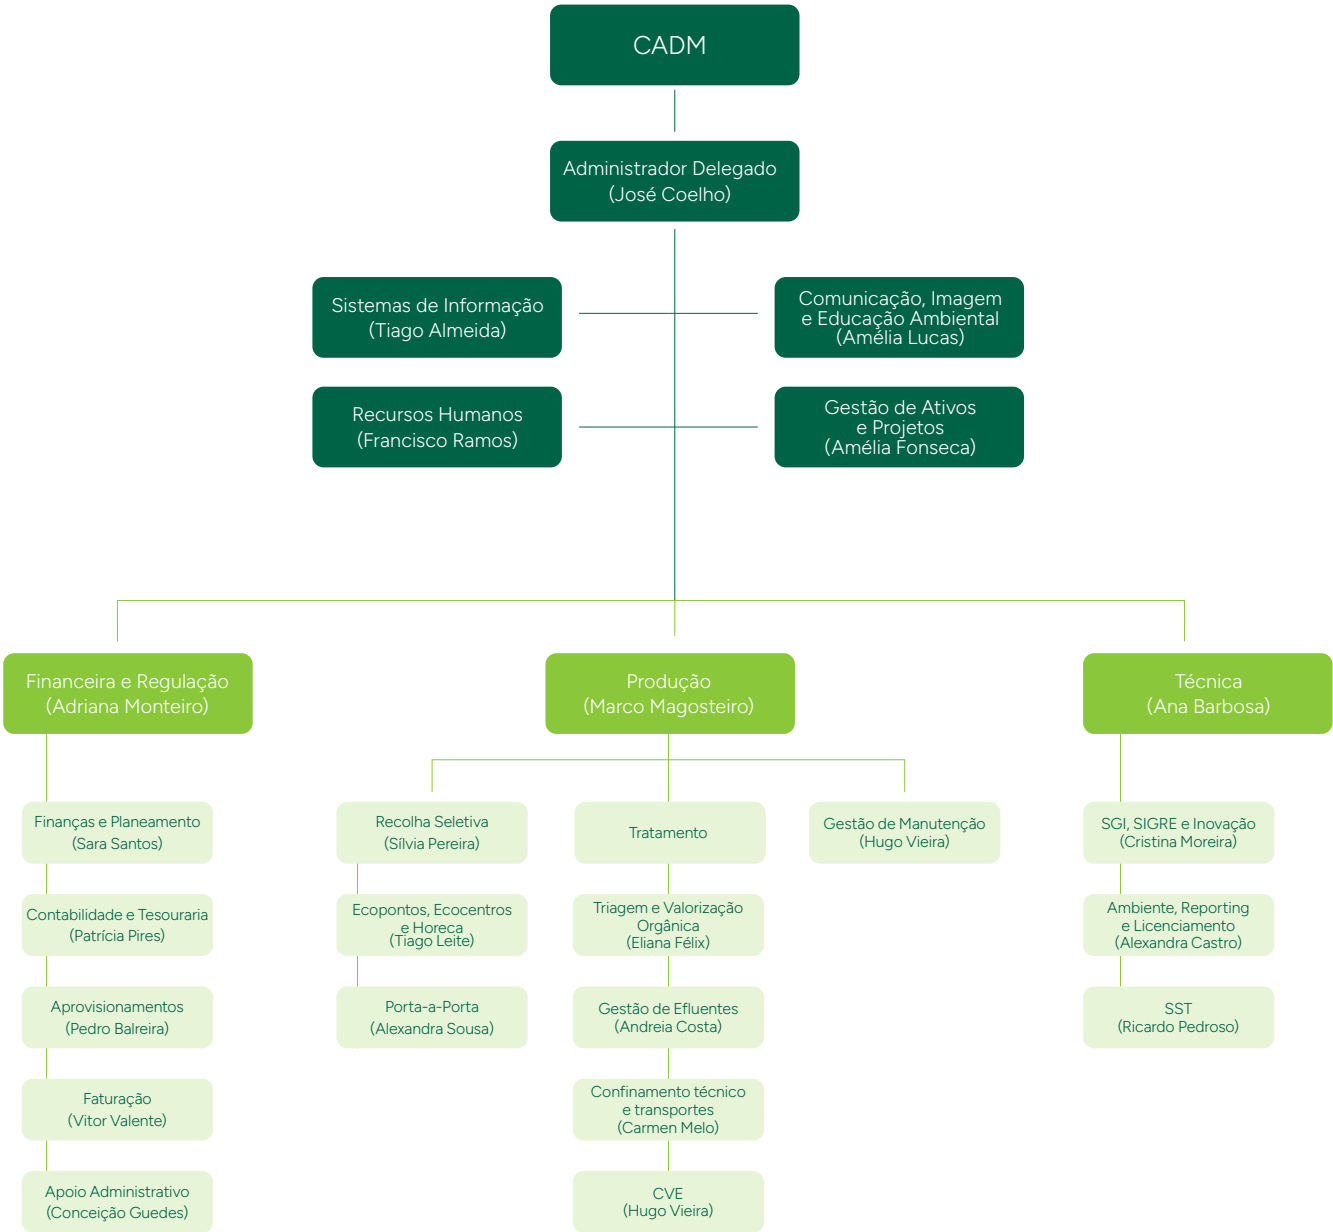 CADM
Administrador Delegado
(José Coelho)
Sistemas de Informação
(Tiago Almeida)
Comunicação, Imagem
e Educação Ambiental
(Amélia Lucas)
Recursos Humanos
(Francisco Ramos)
Gestão de Ativos
e Projetos
(Amélia Fonseca)
Financeira e Regulação
(Adriana Monteiro)
Finanças e Planeamento
(Sara Santos)
Contabilidade e Tesouraria
(Patrícia Pires)
Aprovisionamentos
(Pedro Balreira)
Faturação
(Vitor Valente)
Apoio Administrativo
(Conceição Guedes)
Produção
(Marco Magosteiro)
Recolha Seletiva
(Sílvia Pereira)
Ecopontos, Ecocentros
e Horeca
(Tiago Leite)
Porta-a-Porta
(Alexandra Sousa)
Tratamento
Triagem e Valorização
Orgânica
(Eliana Félix)
Gestão de Efluentes
(Andreia Costa)
Confinamento técnico
e transportes
(Carmen Melo)
CVE
(Hugo Vieira)
Gestão de Manutenção
(Hugo Vieira)
Técnica
(Ana Barbosa)
SGI, SIGRE e Inovação
(Cristina Moreira)
Ambiente, Reporting
e Licenciamento
(Alexandra Castro)
SST
(Ricardo Pedroso)